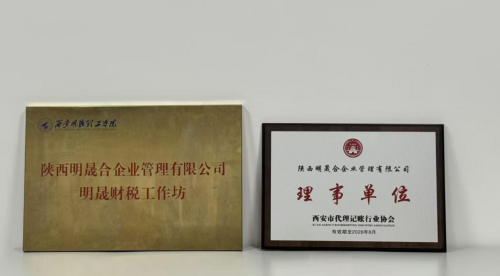 陕西明晟合企业管理有限公司
明晟财税工作坊
陕西明晟合企业管理有限公司
理事单位
西安市代理记账行业协会